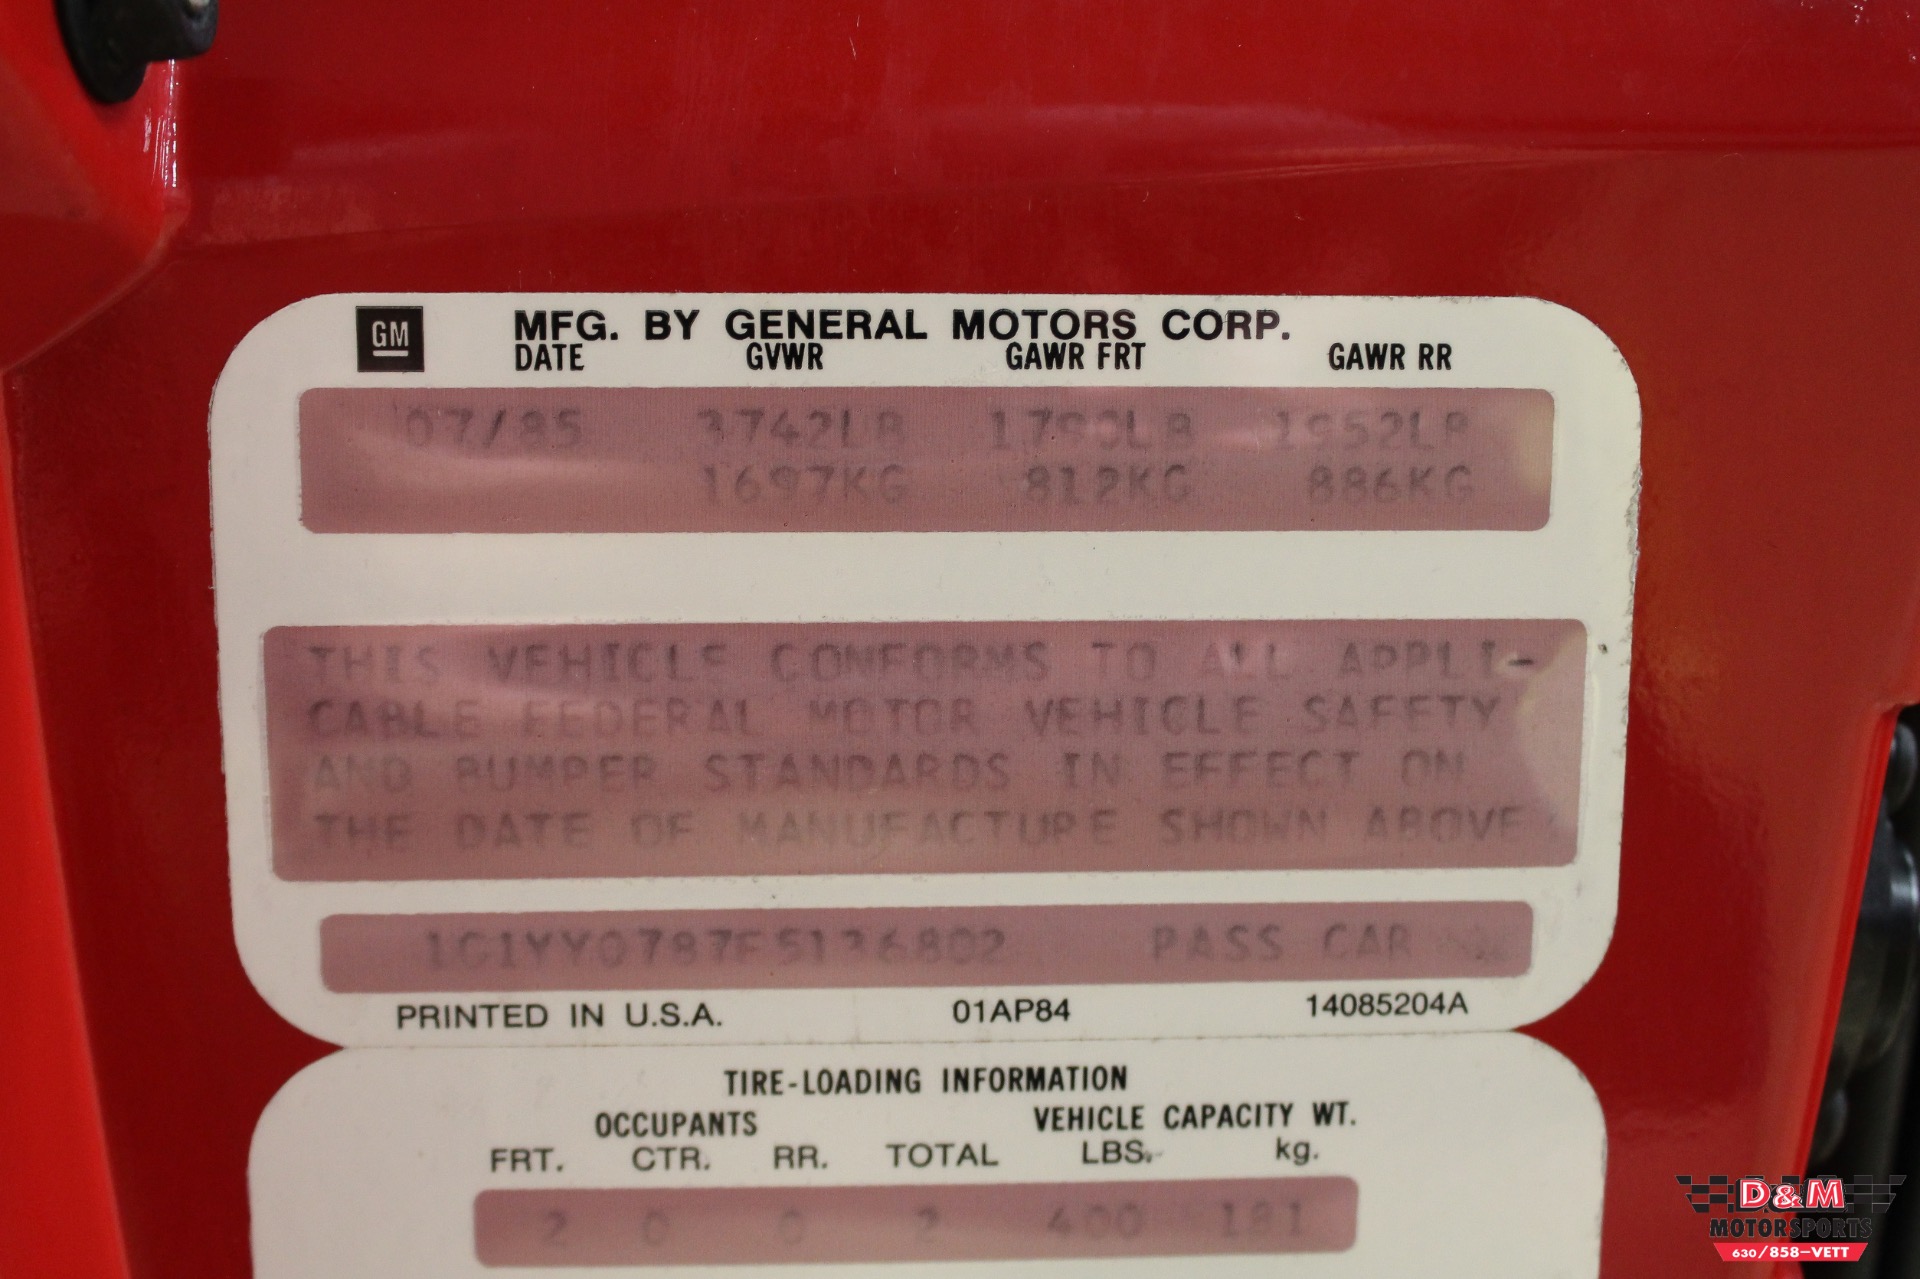 GM
MFG. BY GENERAL MOTORS CORP.
DATE GVWR GAWR FRT GAWR RR
07/85 3742LB 1790LB 1952LB
1697KG 812KG 886KG
THIS VEHICLE CONFORMS TO ALL APPLI-
CABLE FEDERAL MOTOR VEHICLE SAFETY
AND BUMPER STANDARDS IN EFFECT ON
THE DATE OF MANUFACTURE SHOWN ABOVE
1G1YY0787F5136802 PASS CAR
PRINTED IN U.S.A. 01AP84 14085204A
TIRE-LOADING INFORMATION
OCCUPANTS VEHICLE CAPACITY WT.
FRT. CTR. RR. TOTAL LBS. kg.
2 0 0 2 400 181
D&M
MOTORSPORTS
630/858-VETT